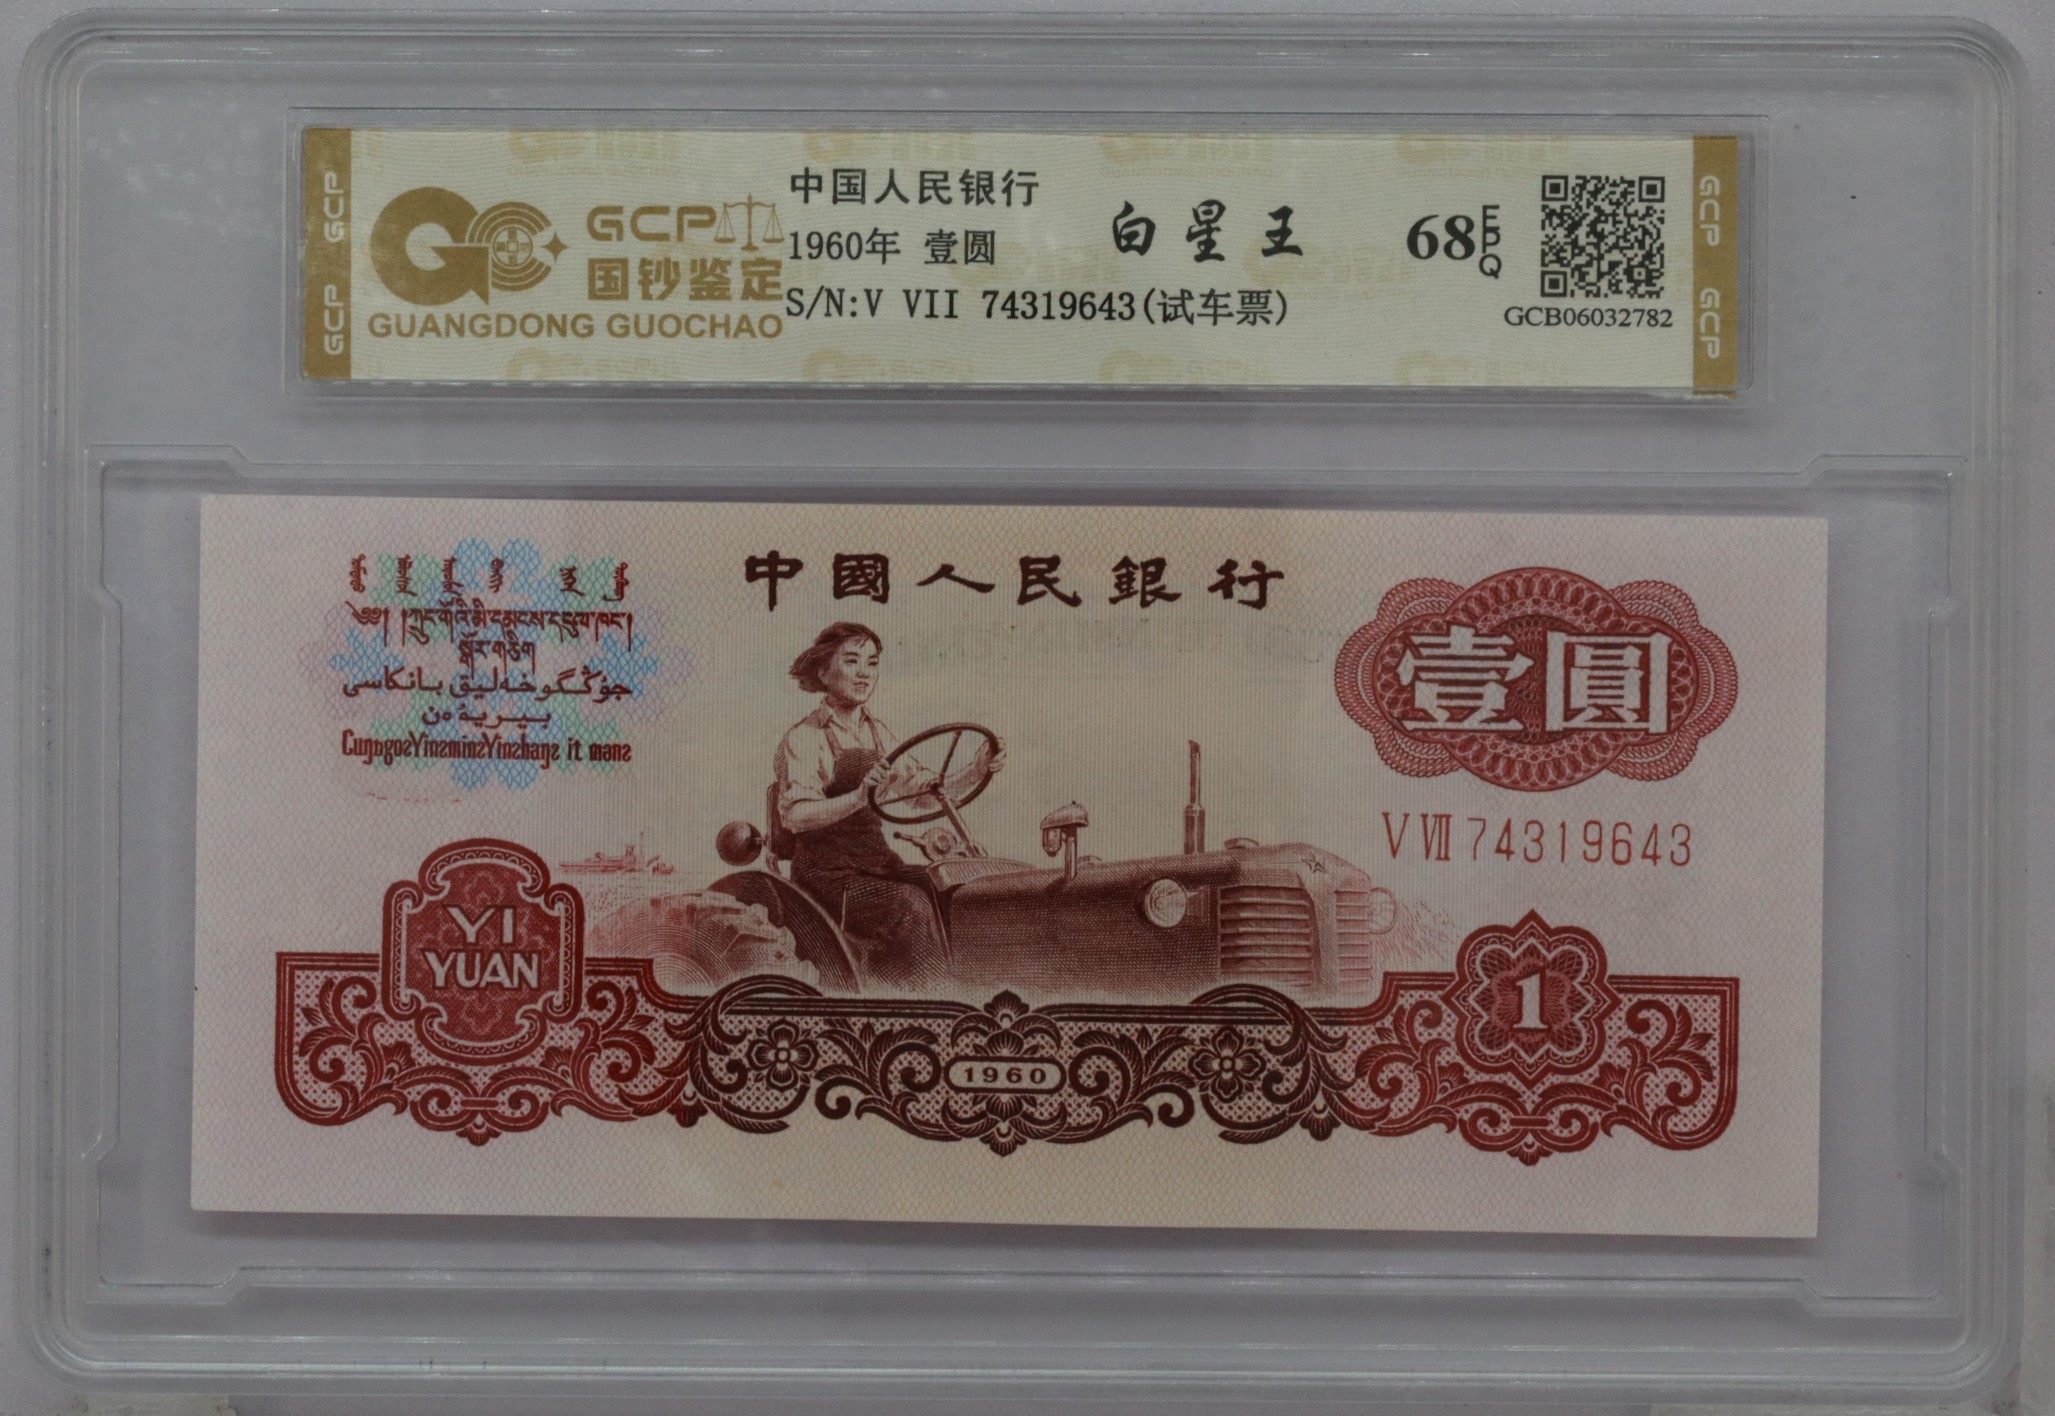 GCP GCP
GCP
国钞鉴定
GUANGDONG GUOCHAO
中国人民银行
1960年 壹圆
S/N:V VII 74319643(试车票)
白星王
68 EPQ
GCB06032782
GCP GCP
中國人民銀行
壹圓
V VII 74319643
YI
YUAN
1960
1